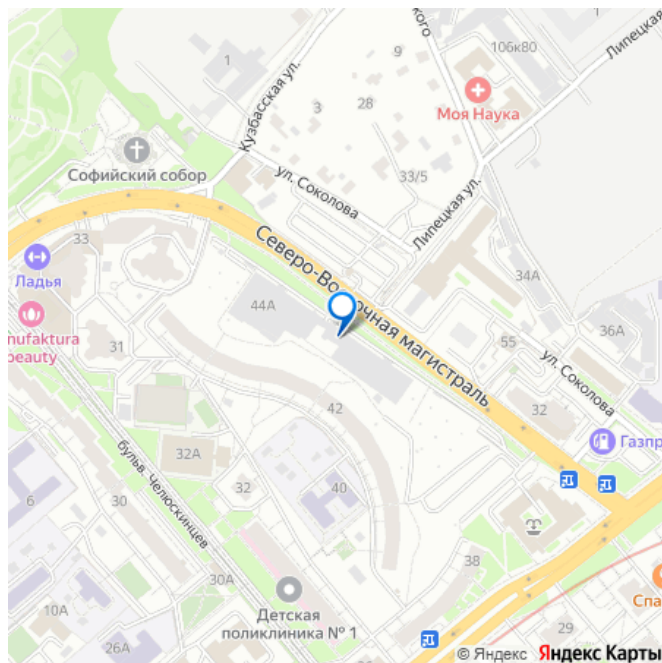 кого
9
106к80
Липецкая ул.
1
Кузбасская ул.
3
28
Моя Наука
Софийский собор
33/5
ул. Соколова
Липецкая ул.
33
Ладья
Северо-Восточная магистраль
34А
44А
36А
nufaktura
beauty
31
55
ул. Соколова
42
32
Газпр
бульв. Челюскинцев
32А
6
30
32
40
38
30А
10А
Детская
поликлиника № 1
26А
29
Спа
© Яндекс Яндекс Карты